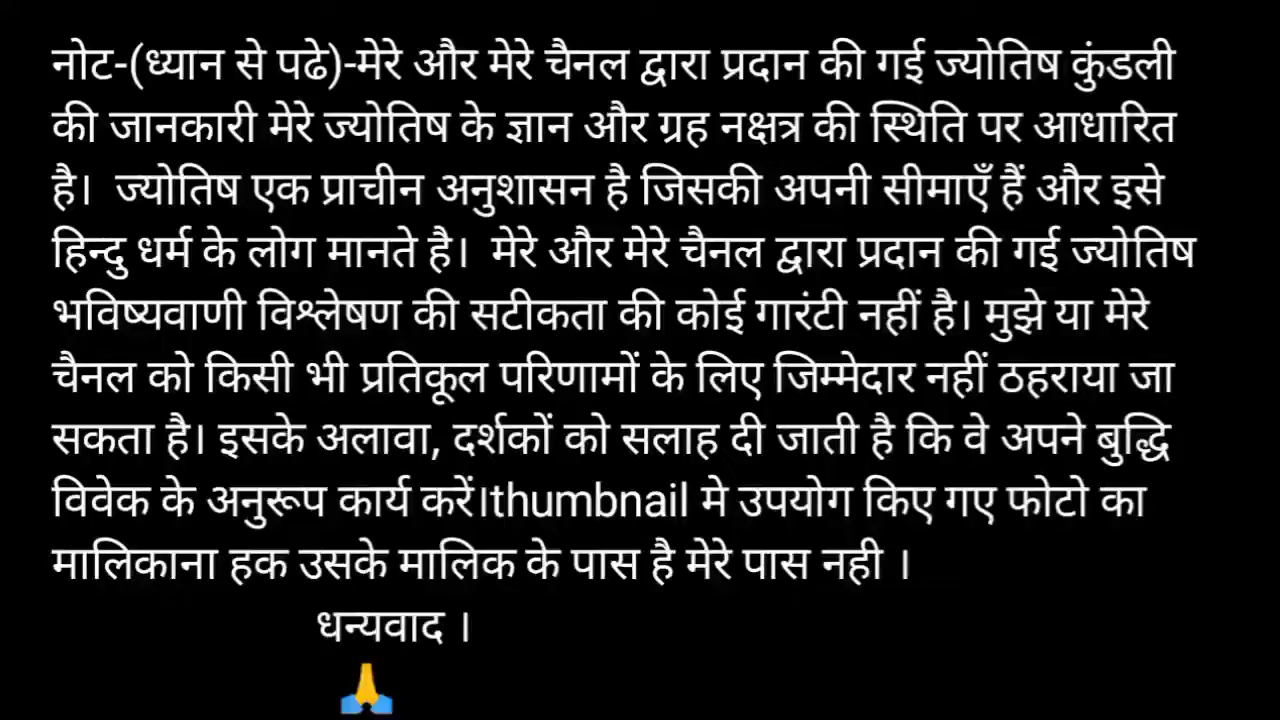 नोट-(ध्यान से पढे)-मेरे और मेरे चैनल द्वारा प्रदान की गई ज्योतिष कुंडली
की जानकारी मेरे ज्योतिष के ज्ञान और ग्रह नक्षत्र की स्थिति पर आधारित
है।  ज्योतिष एक प्राचीन अनुशासन है जिसकी अपनी सीमाएँ हैं और इसे
हिन्दु धर्म के लोग मानते है।  मेरे और मेरे चैनल द्वारा प्रदान की गई ज्योतिष
भविष्यवाणी विश्लेषण की सटीकता की कोई गारंटी नहीं है। मुझे या मेरे
चैनल को किसी भी प्रतिकूल परिणामों के लिए जिम्मेदार नहीं ठहराया जा
सकता है। इसके अलावा, दर्शकों को सलाह दी जाती है कि वे अपने बुद्धि
विवेक के अनुरूप कार्य करें।thumbnail मे उपयोग किए गए फोटो का
मालिकाना हक उसके मालिक के पास है मेरे पास नही ।
धन्यवाद ।
🙏